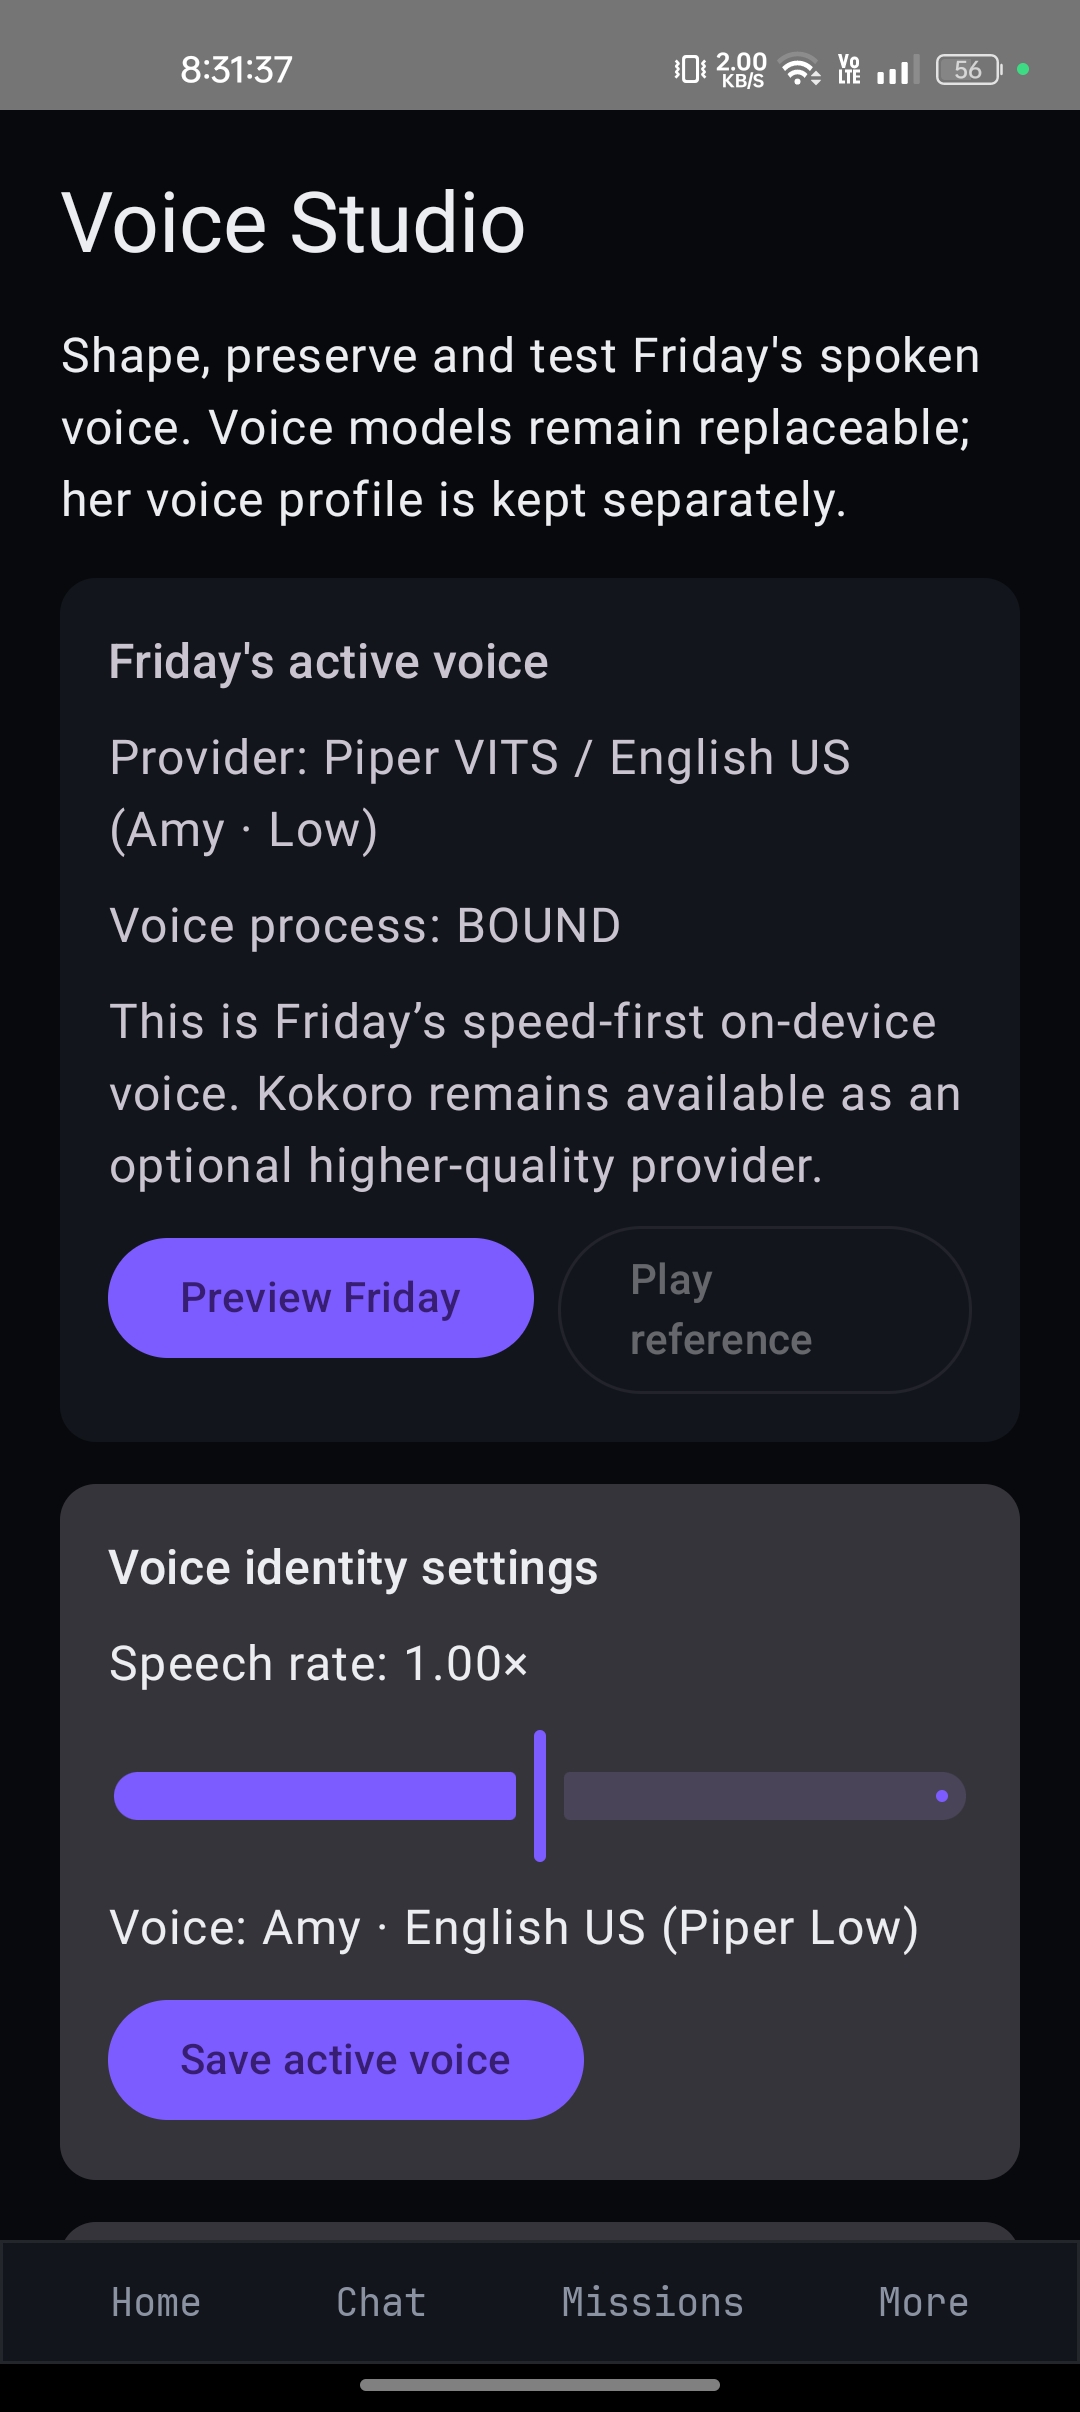 8:31:37
2.00 KB/S
Vo LTE
56
Voice Studio
Shape, preserve and test Friday's spoken
voice. Voice models remain replaceable;
her voice profile is kept separately.
Friday's active voice
Provider: Piper VITS / English US
(Amy · Low)
Voice process: BOUND
This is Friday’s speed-first on-device
voice. Kokoro remains available as an
optional higher-quality provider.
Preview Friday
Play
reference
Voice identity settings
Speech rate: 1.00×
Voice: Amy · English US (Piper Low)
Save active voice
Home Chat Missions More